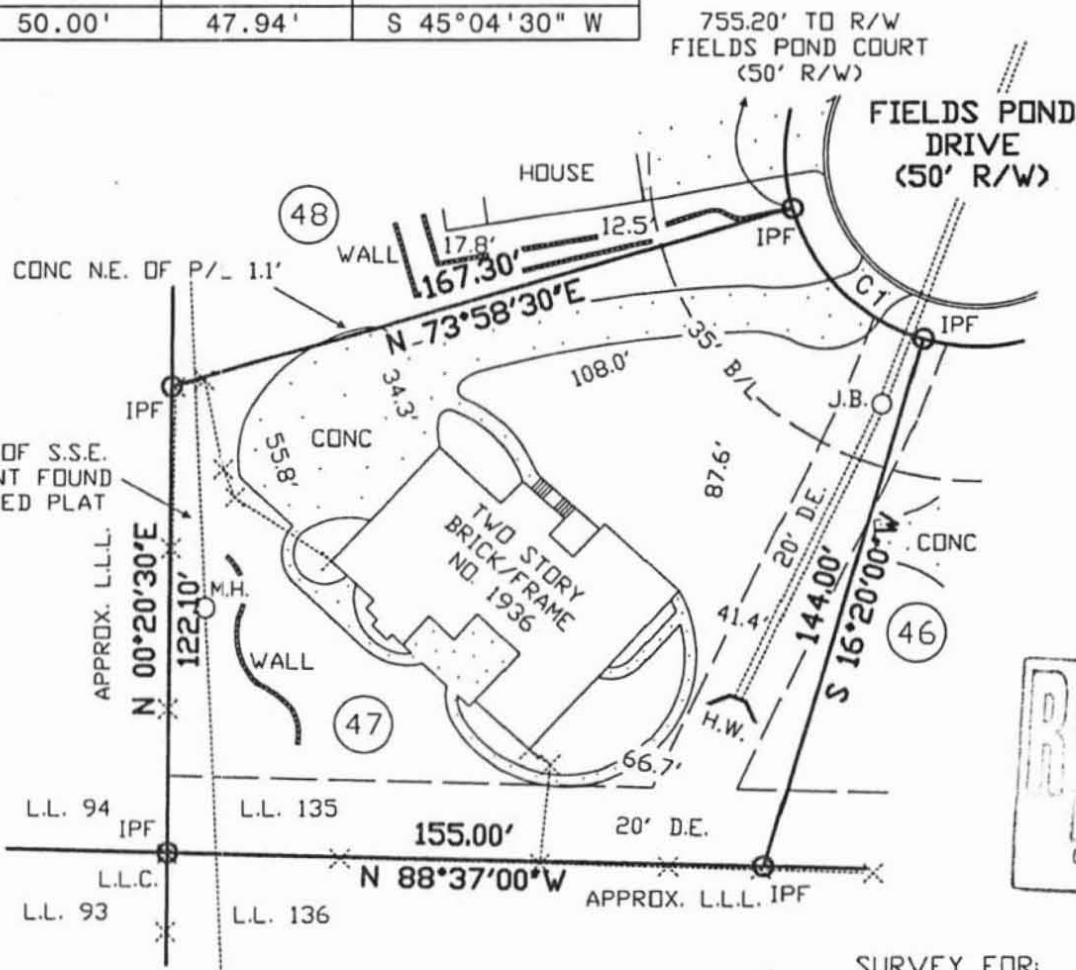 50.00' 47.94' S 45°04'30" W
755.20' TO R/W
FIELDS POND COURT
(50' R/W)
FIELDS POND
DRIVE
(50' R/W)
HOUSE
48
WALL
17.8'
12.5'
IPF
CONC N.E. OF P/L 1.1'
167.30'
N 73°58'30"E
C1
IPF
35' B/L
108.0'
34.3'
IPF
J.B.
CONC
55.8'
OF S.S.E.
NT FOUND
ED PLAT
87.6'
TWO STORY
BRICK/FRAME
NO. 1936
20' D.E.
CONC
APPROX. L.L.L.
N 00°20'30"E
122.10'
M.H.
41.4'
144.00'
S 16°20'00"W
46
WALL
47
H.W.
66.7'
L.L. 94
L.L. 135
IPF
155.00'
20' D.E.
N 88°37'00"W
L.L.C.
APPROX. L.L.L.
IPF
L.L. 93
L.L. 136
SURVEY FOR: